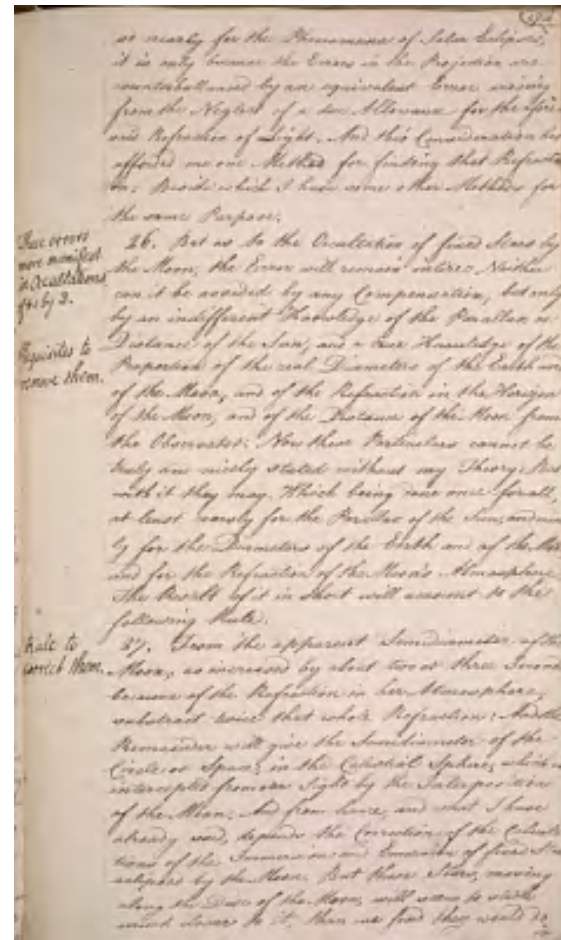 so nearly for the Phenomena of Solar Eclipses,
it is only because the Errors in the Projection are
counterballanced by an equivalent Error arising
from the Neglect of a due Allowance for the
and Refraction of Light. And this Consideration has
afforded me one Method for finding that Refracti
on: Beside which I have some other Methods for
the same Purpose.
These errors
more manifest
in Occultations
by
26. But as to the Occultation of fixed Stars by
the Moon, the Error will remain intire: Neither
can it be avoided by any Compensation, but only
by an indifferent Knowledge of the Parallax or
Distance of the Sun, and a true Knowledge of the
Proportion of the real Diameters of the Earth and
of the Moon, and of the Refraction in the Horizon
of the Moon, and of the Distance of the Moon from
the Observator: Now these Particulars cannot be
truly and nicely stated without my Theory: But
with it they may. Which being done once for all,
at least nearly for the Parallax of the Sun, and
ly for the Diameters of the Earth and of the
and for the Refraction of the Moon's Atmosphere
The Result of it in short will amount to the
following Rule.
Requisites to
remove them.
Rule to
correct them.
27. From the apparent Semidiameter of the
Moon, as increased by about two or three Seconds
because of the Refraction in her Atmosphere,
substract twice that whole Refraction: And the
Remainder will give the Semidiameter of the
Circle or Space, in the Celestial Sphere, which is
intercepted from our Sight by the Interposition
of the Moon. And from hence, and what I have
already said, depends the Correction of the Calcula
tions of the Immersion and Emersion of fixed
eclipsed by the Moon. But these Stars, moving
along the Disc of the Moon, will seem to
much slower to it, than we find they would do